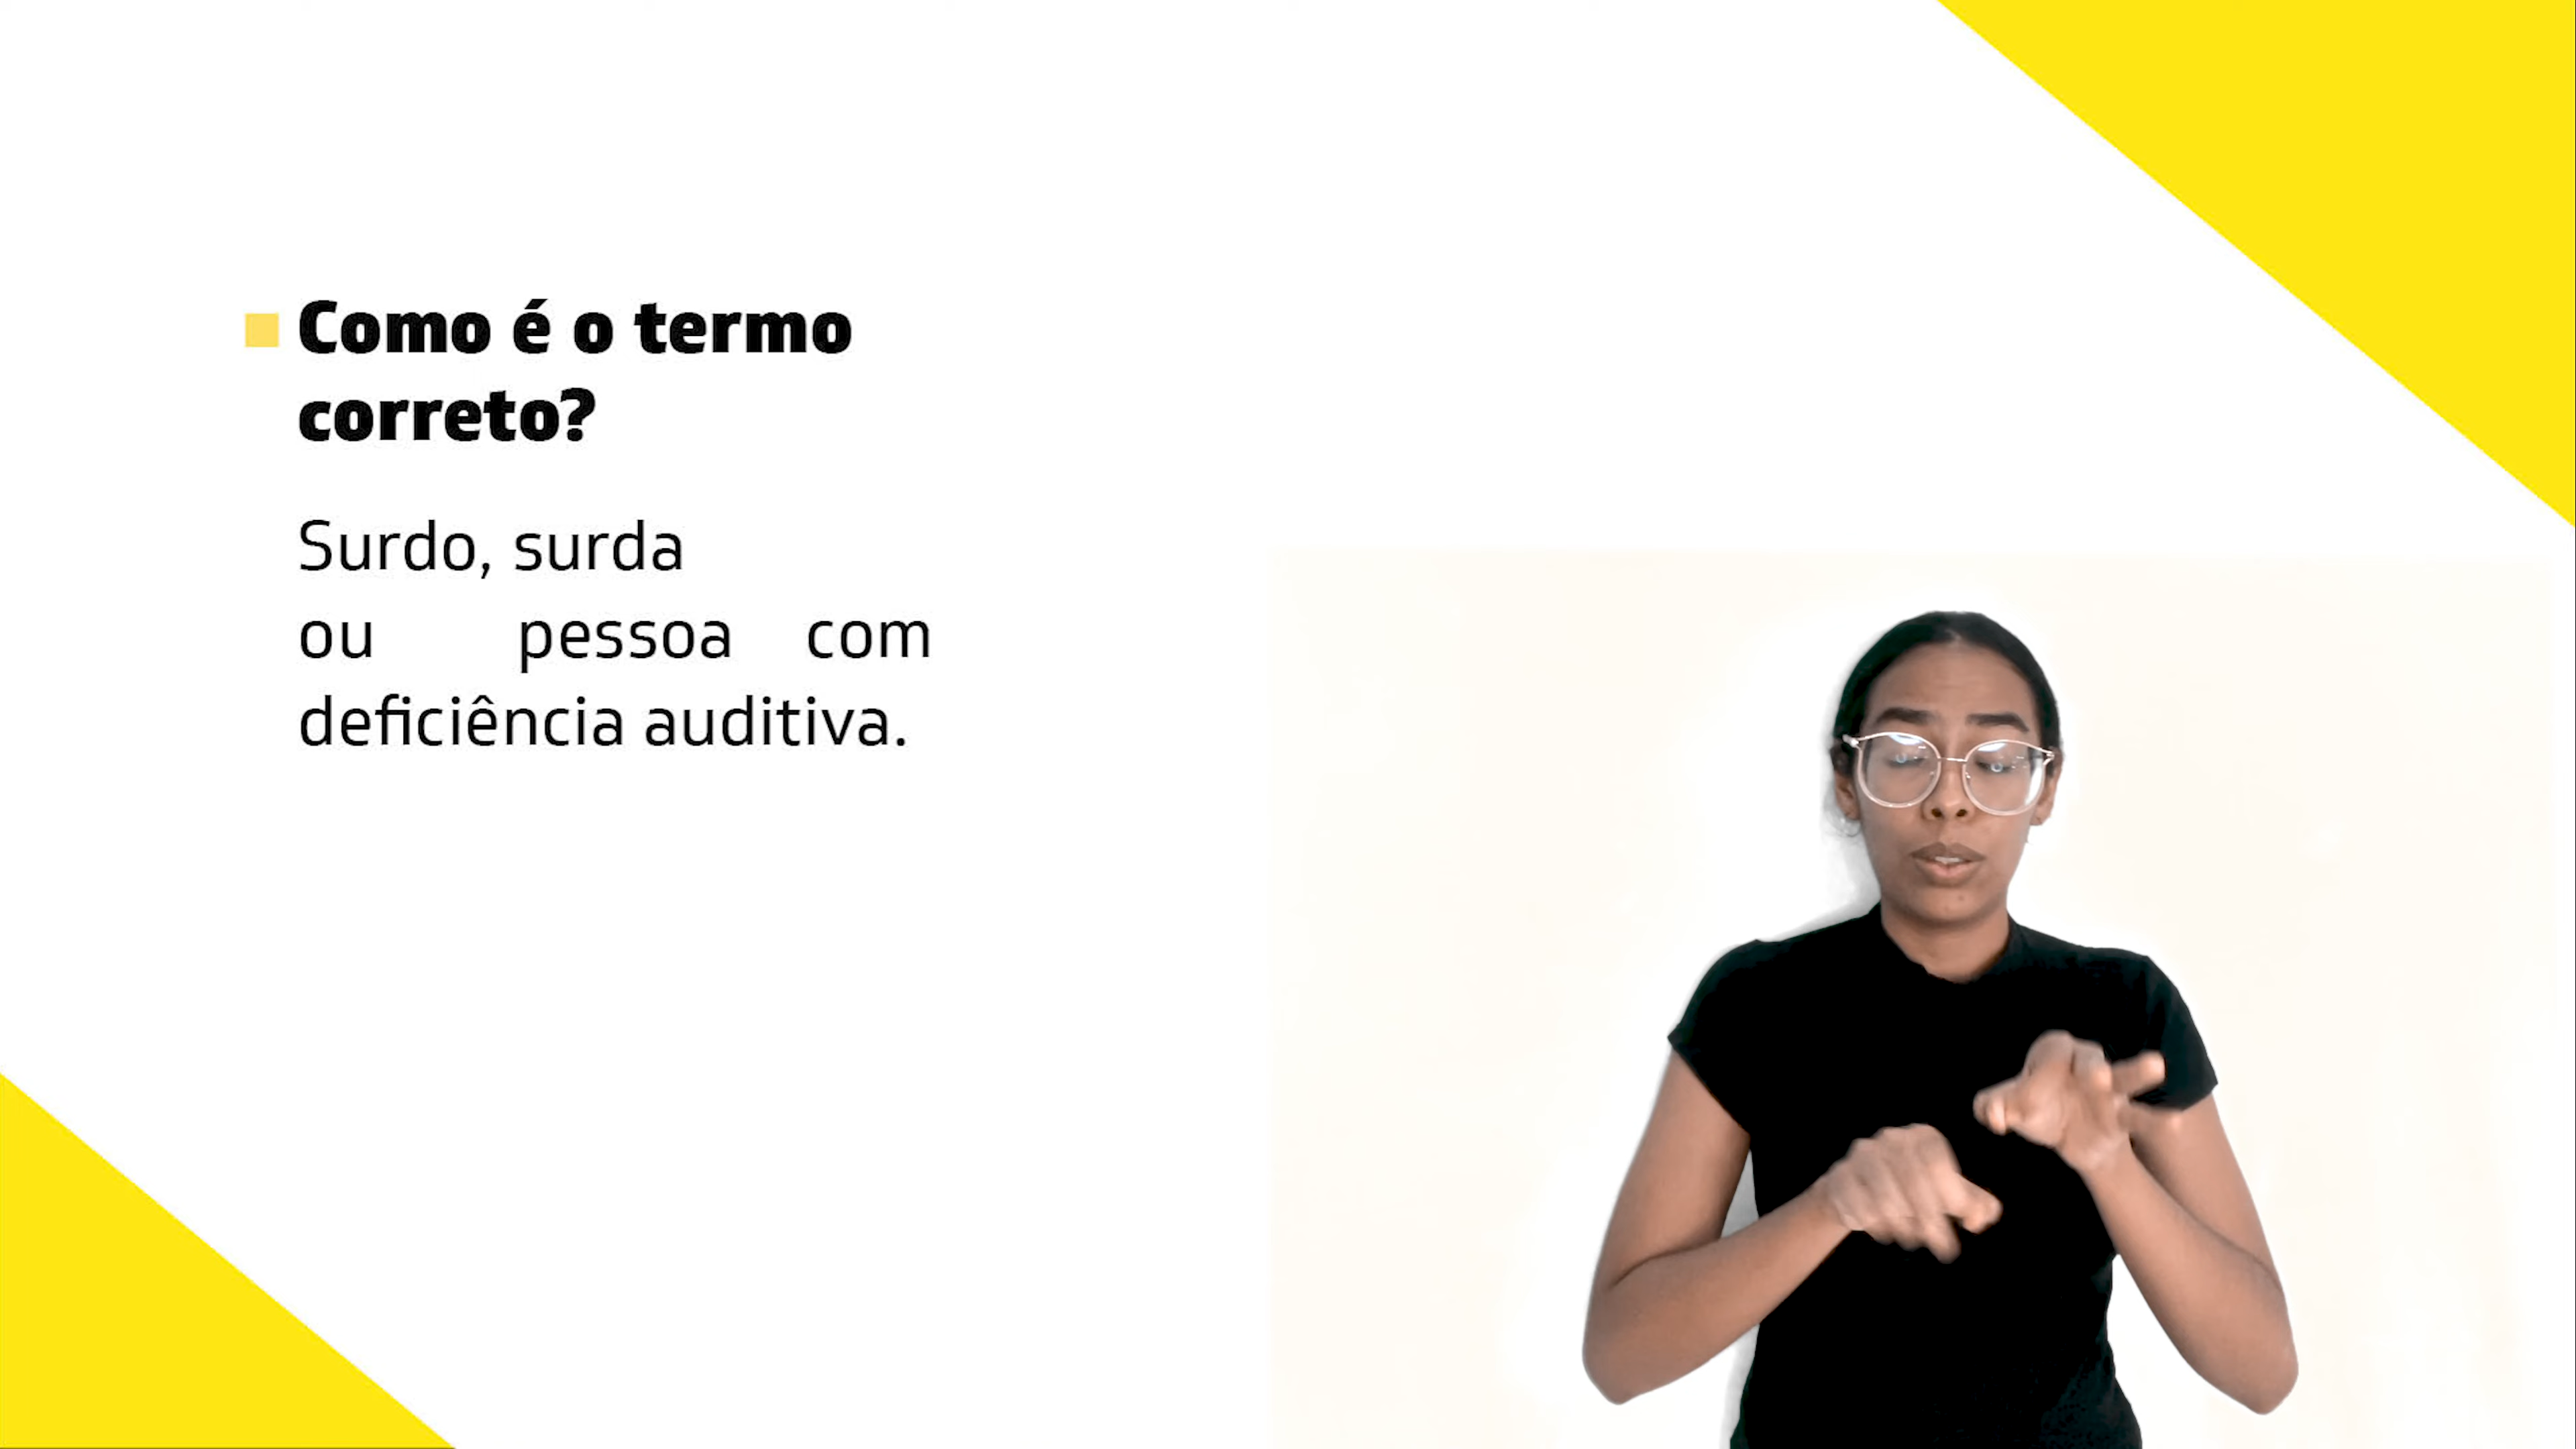 Como é o termo
correto?
Surdo, surda
ou pessoa com
deficiência auditiva.